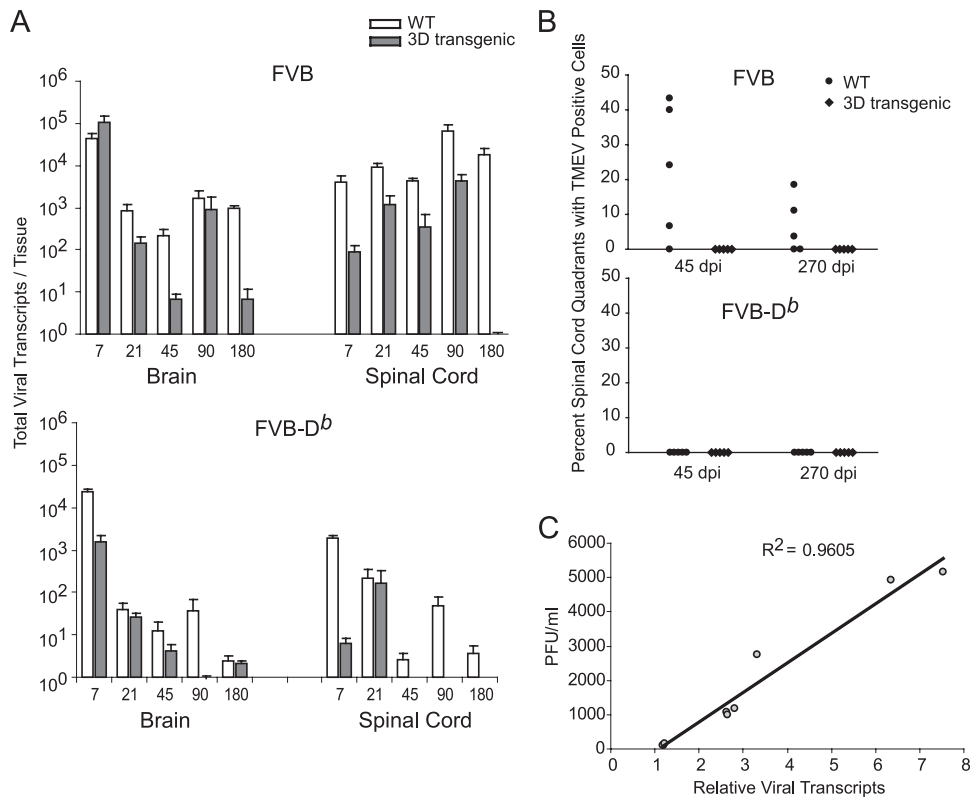 A
WT
3D transgenic
FVB
Total Viral Transcripts / Tissue
10^6
10^5
10^4
10^3
10^2
10^1
10^0
7 21 45 90 180 7 21 45 90 180
Brain Spinal Cord
FVB-D^b
10^6
10^5
10^4
10^3
10^2
10^1
10^0
7 21 45 90 180 7 21 45 90 180
Brain Spinal Cord
B
Percent Spinal Cord Quadrants with TMEV Positive Cells
FVB
WT
3D transgenic
50
40
30
20
10
0
45 dpi 270 dpi
FVB-D^b
50
40
30
20
10
0
45 dpi 270 dpi
C
R^2 = 0.9605
PFU/ml
6000
5000
4000
3000
2000
1000
0
0 1 2 3 4 5 6 7 8
Relative Viral Transcripts